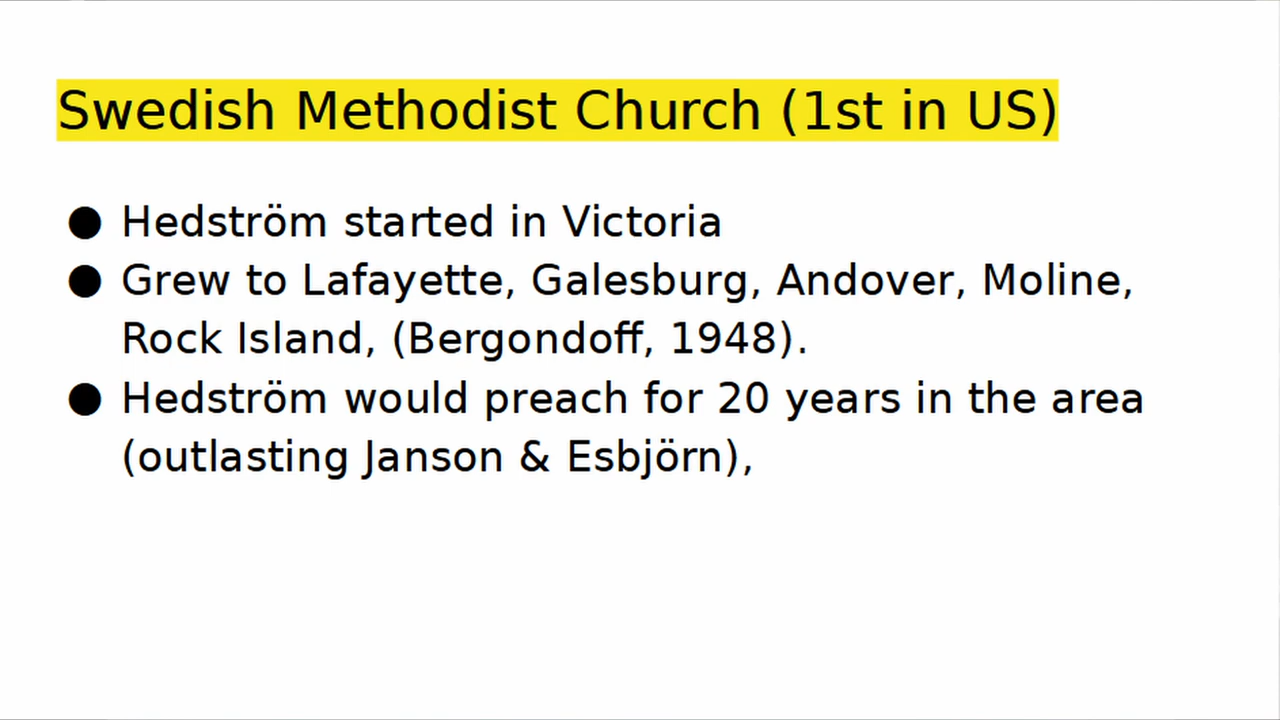 Swedish Methodist Church (1st in US)
● Hedström started in Victoria
● Grew to Lafayette, Galesburg, Andover, Moline,
Rock Island, (Bergondoff, 1948).
● Hedström would preach for 20 years in the area
(outlasting Janson & Esbjörn),